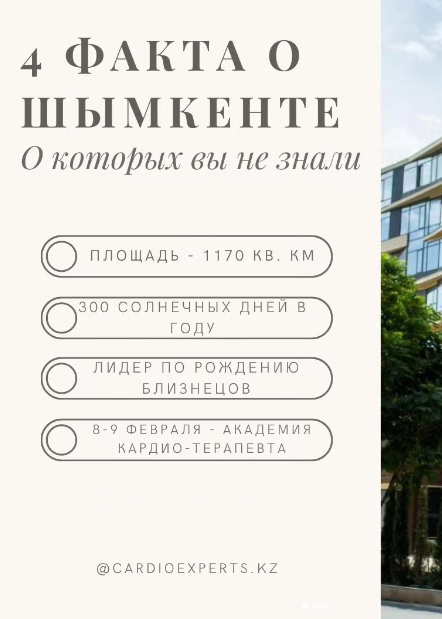 4 ФАКТА О
ШЫМКЕНТЕ
О которых вы не знали
ПЛОЩАДЬ - 1170 КВ. КМ
300 СОЛНЕЧНЫХ ДНЕЙ В
ГОДУ
ЛИДЕР ПО РОЖДЕНИЮ
БЛИЗНЕЦОВ
8-9 ФЕВРАЛЯ - АКАДЕМИЯ
КАРДИО-ТЕРАПЕВТА
@CARDIOEXPERTS.KZ